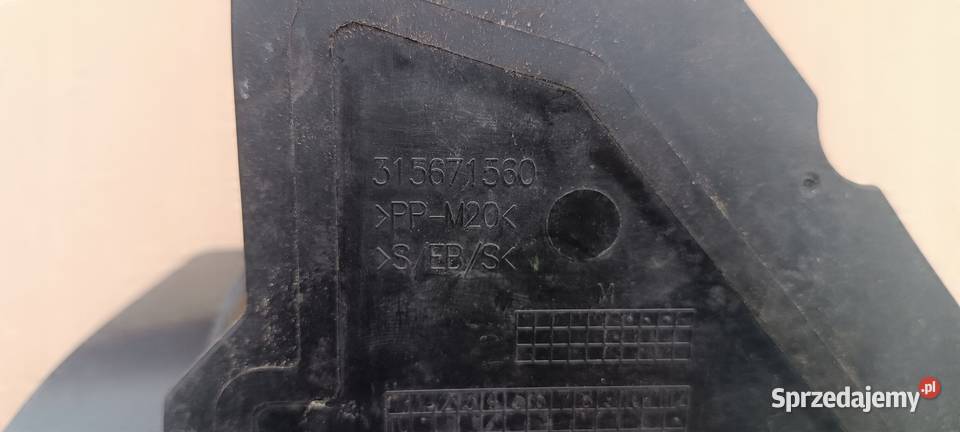 315671560
>PP-M20<
>S/EB/S<
M
Sprzedajemy.pl